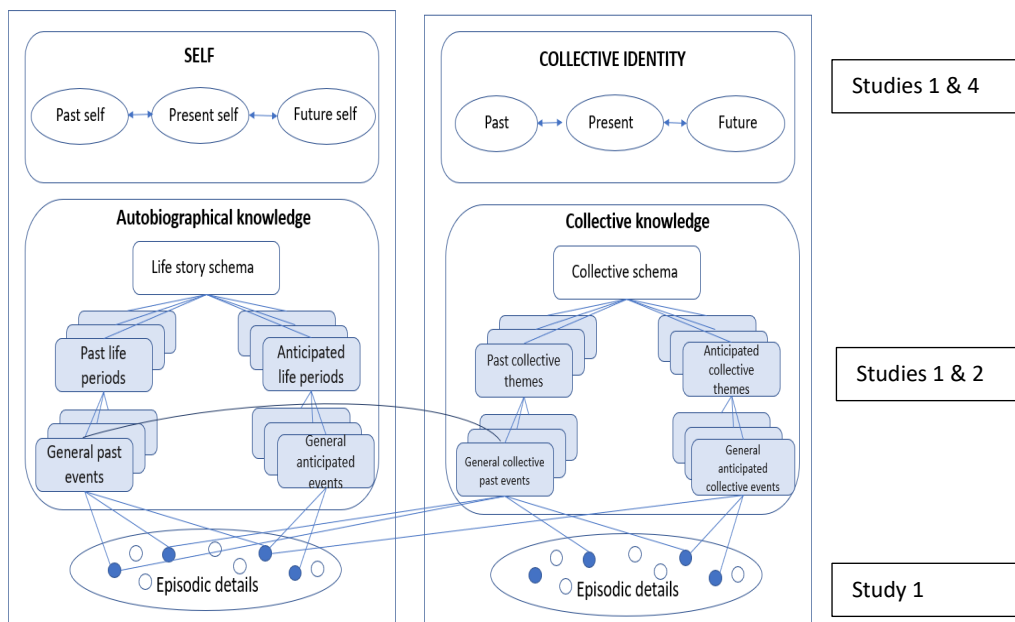 SELF
Past self
Present self
Future self
Autobiographical knowledge
Life story schema
Past life
periods
Anticipated
life periods
General past
events
General
anticipated
events
Episodic details
COLLECTIVE IDENTITY
Past
Present
Future
Collective knowledge
Collective schema
Past collective
themes
Anticipated
collective
themes
General collective
past events
General
anticipated
collective events
Episodic details
Studies 1 & 4
Studies 1 & 2
Study 1